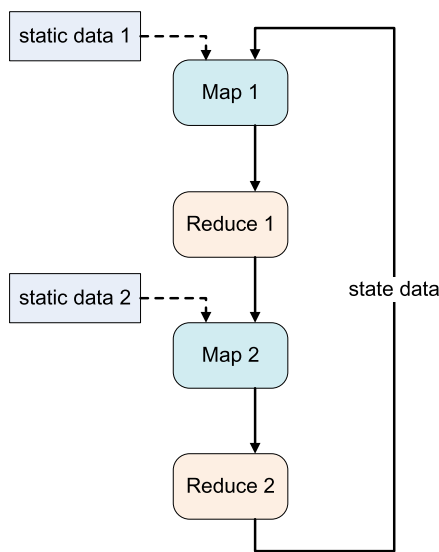 static data 1
Map 1
Reduce 1
static data 2
state data
Map 2
Reduce 2